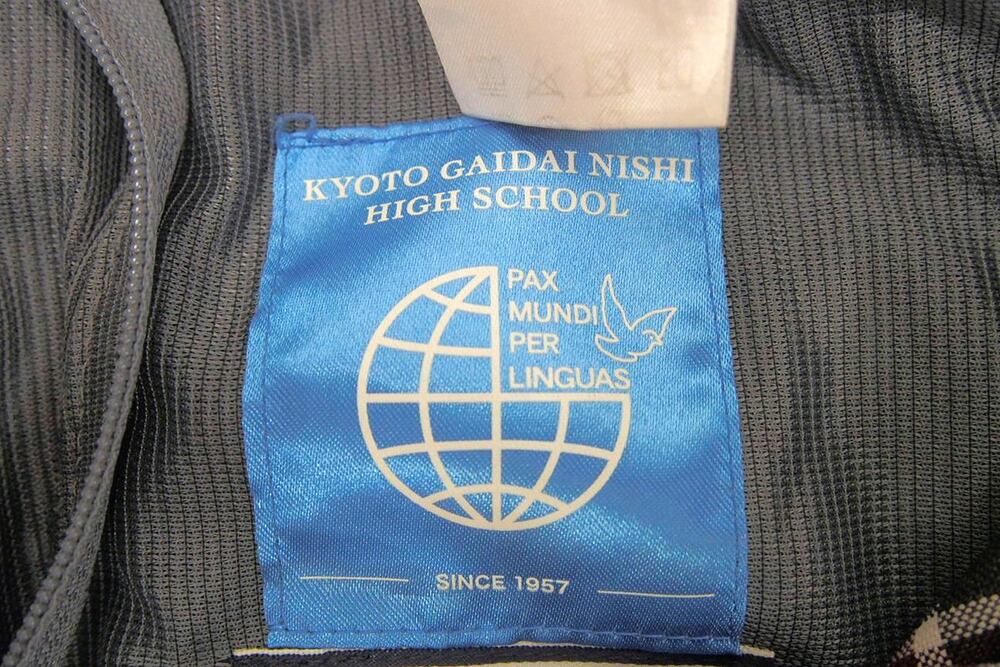 KYOTO GAIDAI NISHI
HIGH SCHOOL
PAX
MUNDI
PER
LINGUAS
SINCE 1957